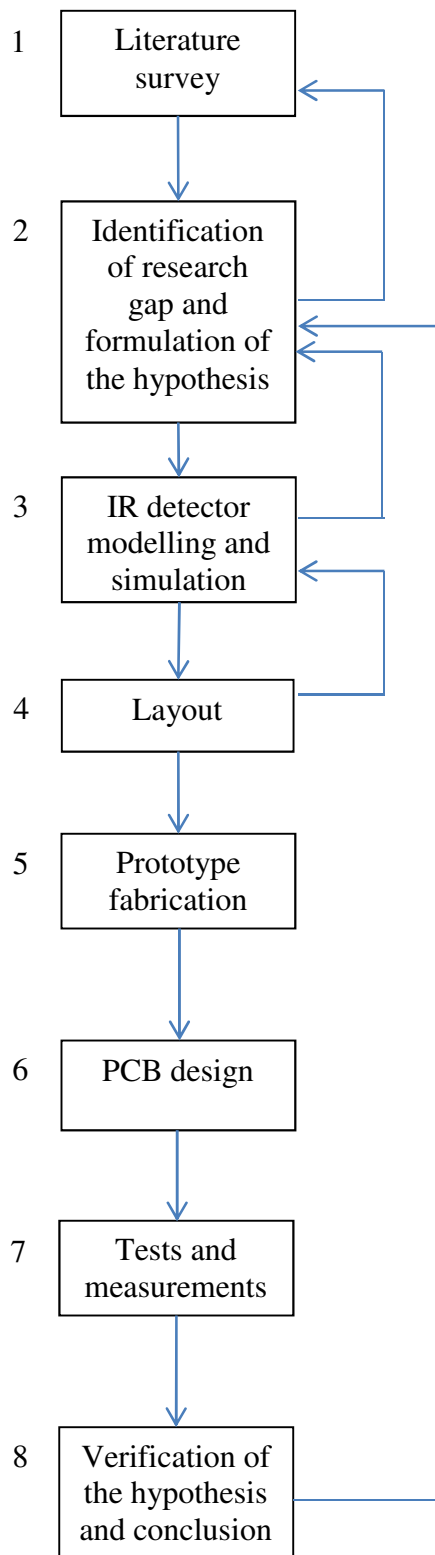 1
Literature
survey
2
Identification
of research
gap and
formulation of
the hypothesis
3
IR detector
modelling and
simulation
4
Layout
5
Prototype
fabrication
6
PCB design
7
Tests and
measurements
8
Verification of
the hypothesis
and conclusion